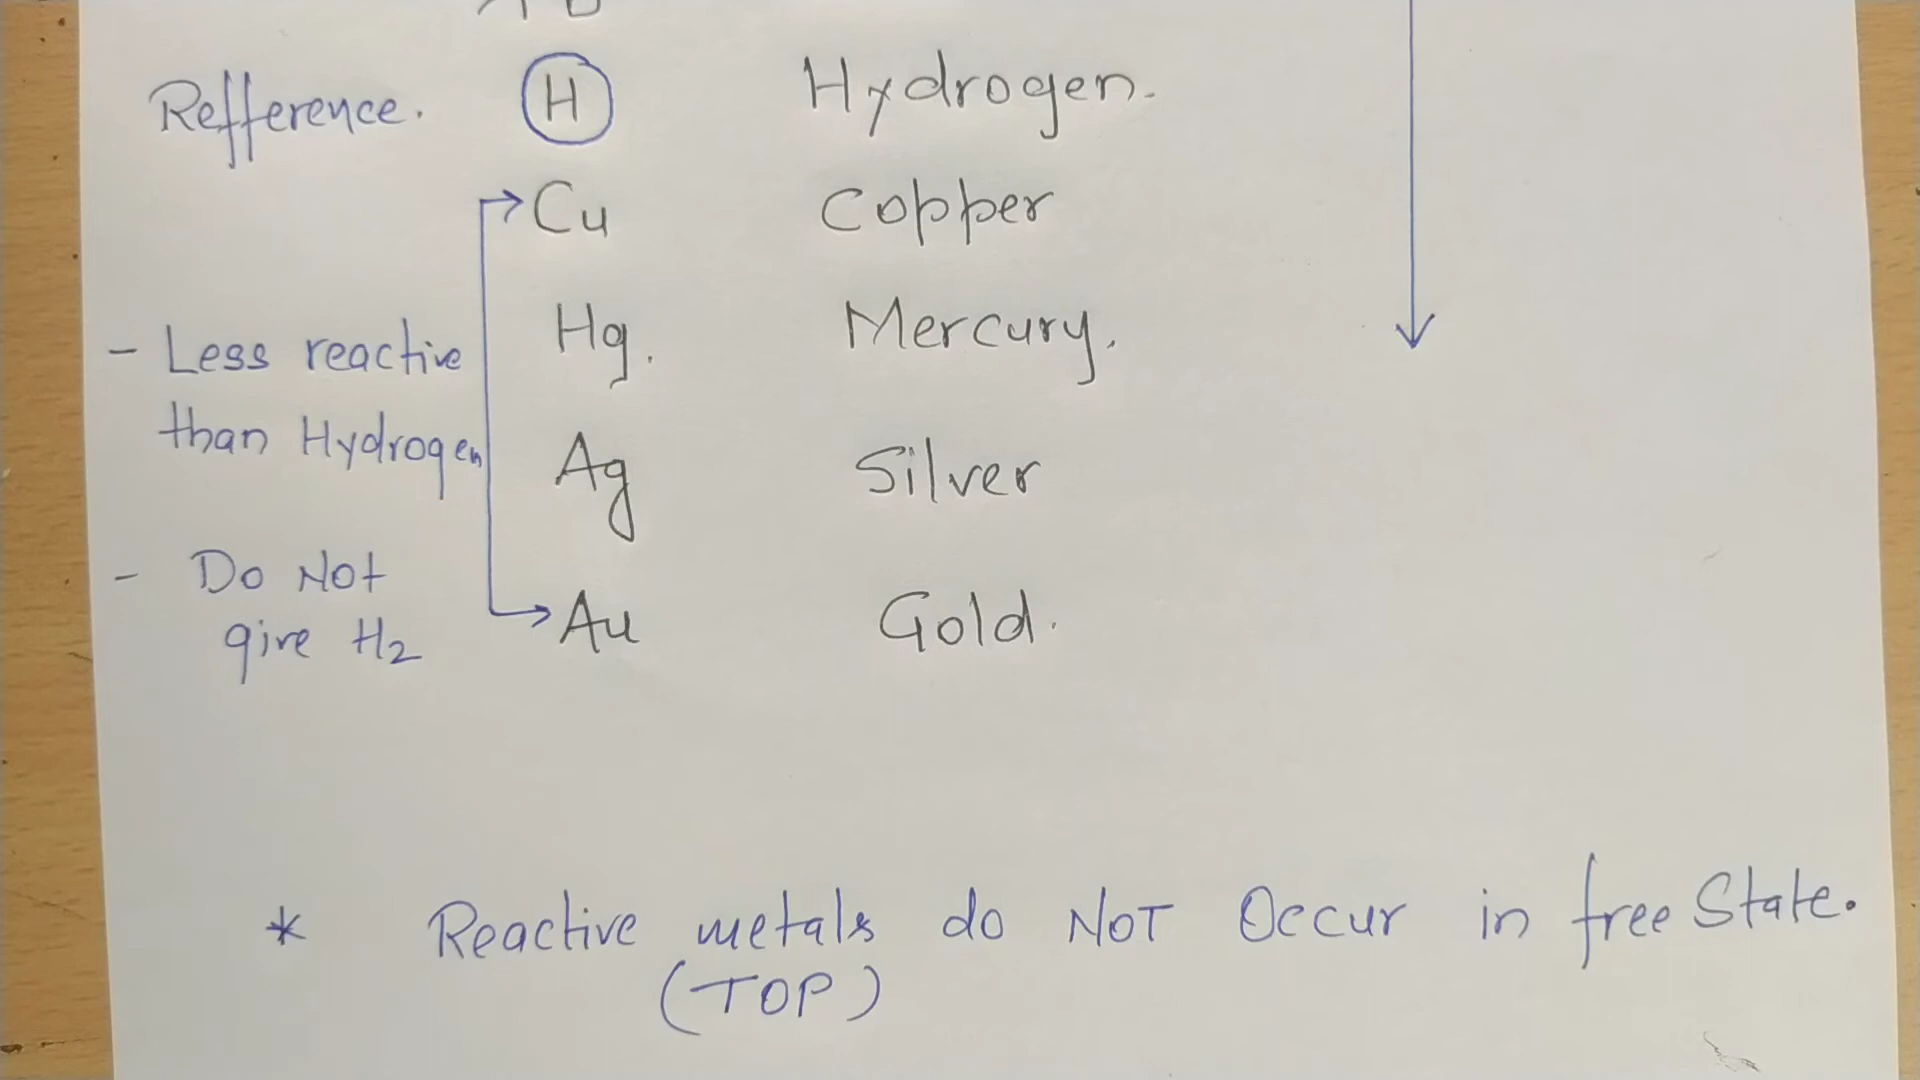 Refference. H Hydrogen.
Cu Copper
Hg. Mercury.
- Less reactive
than Hydrogen
Ag Silver
- Do Not
give H2
Au Gold.
* Reactive metals do NOT Occur in free State.
(TOP)